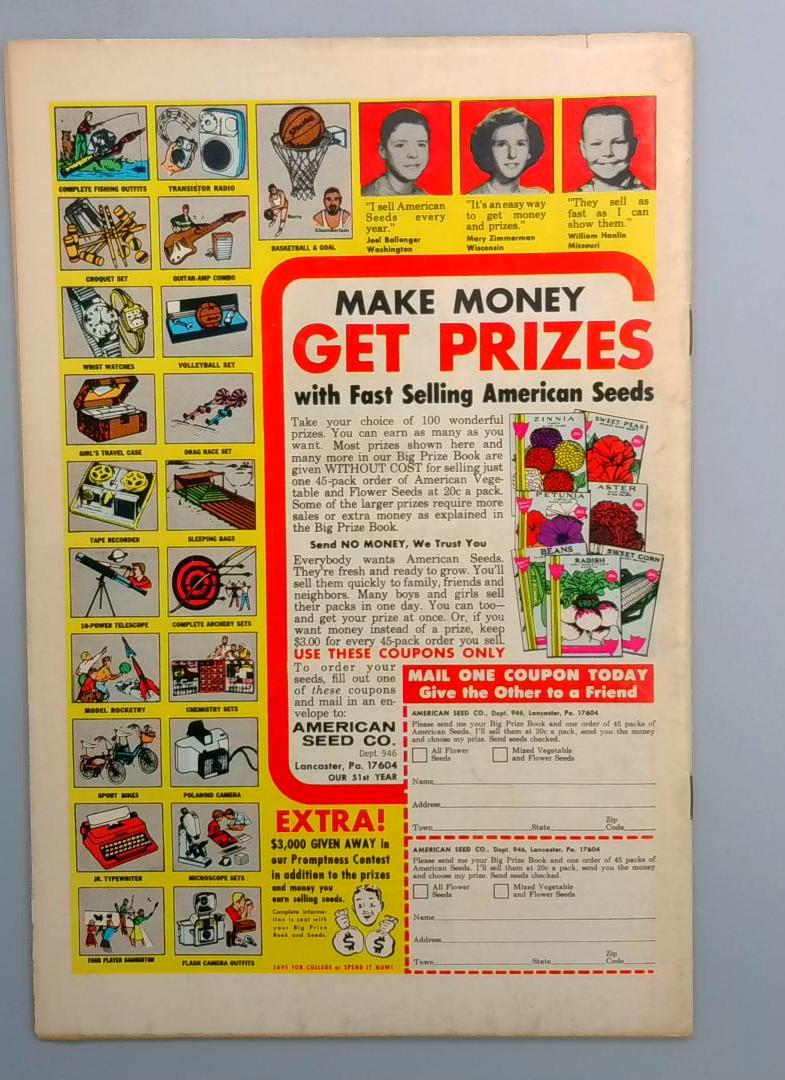 COMPLETE FISHING OUTFITS
TRANSISTOR RADIO
SPALDING
Barry
Chamberlain
BASKETBALL & GOAL
"I sell American
Seeds every
year."
Joel Ballenger
Washington
"It's an easy way
to get money
and prizes."
Mary Zimmerman
Wisconsin
"They sell as
fast as I can
show them."
William Hanlin
Missouri
CROQUET SET
GUITAR-AMP COMBO
WRIST WATCHES
VOLLEYBALL SET
GIRL'S TRAVEL CASE
DRAG RACE SET
TAPE RECORDER
SLEEPING BAGS
10-POWER TELESCOPE
COMPLETE ARCHERY SETS
MODEL ROCKETRY
CHEMISTRY SETS
SPORT BIKES
POLAROID CAMERA
JR. TYPEWRITER
MICROSCOPE SETS
FOUR PLAYER BADMINTON
FLASH CAMERA OUTFITS
MAKE MONEY
GET PRIZES
with Fast Selling American Seeds
Take your choice of 100 wonderful
prizes. You can earn as many as you
want. Most prizes shown here and
many more in our Big Prize Book are
given WITHOUT COST for selling just
one 45-pack order of American Vege-
table and Flower Seeds at 20c a pack.
Some of the larger prizes require more
sales or extra money as explained in
the Big Prize Book.
Send NO MONEY, We Trust You
Everybody wants American Seeds.
They're fresh and ready to grow. You'll
sell them quickly to family, friends and
neighbors. Many boys and girls sell
their packs in one day. You can too—
and get your prize at once. Or, if you
want money instead of a prize, keep
$3.00 for every 45-pack order you sell.
USE THESE COUPONS ONLY
To order your
seeds, fill out one
of these coupons
and mail in an en-
velope to:
AMERICAN
SEED CO.
Dept. 946
Lancaster, Pa. 17604
OUR 51ST YEAR
ZINNIA
SWEET PEAS
PETUNIA
ASTER
BEANS
RADISH
SWEET CORN
MAIL ONE COUPON TODAY
Give the Other to a Friend
AMERICAN SEED CO., Dept. 946, Lancaster, Pa. 17604
Please send me your Big Prize Book and one order of 45 packs of
American Seeds. I'll sell them at 20c a pack, send you the money
and choose my prize. Send seeds checked.
All Flower Seeds
Mixed Vegetable and Flower Seeds
Name
Address
Town State Zip Code
AMERICAN SEED CO., Dept. 946, Lancaster, Pa. 17604
Please send me your Big Prize Book and one order of 45 packs of
American Seeds. I'll sell them at 20c a pack, send you the money
and choose my prize. Send seeds checked.
All Flower Seeds
Mixed Vegetable and Flower Seeds
Name
Address
Town State Zip Code
EXTRA!
$3,000 GIVEN AWAY in
our Promptness Contest
in addition to the prizes
and money you
earn selling seeds.
Complete informa-
tion is sent with
your Big Prize
Book and Seeds.
$ $
SAVE FOR COLLEGE or SPEND IT NOW!